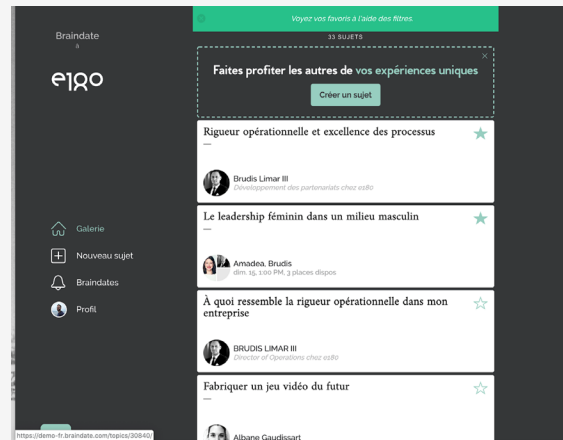 Voyez vos favoris à l'aide des filtres.
Braindate
à
e180
33 SUJETS
Faites profiter les autres de vos expériences uniques
Créer un sujet
Rigueur opérationnelle et excellence des processus
Brudis Limar III
Développement des partenariats chez e180
Le leadership féminin dans un milieu masculin
Amadea, Brudis
dim. 15, 1:00 PM, 3 places dispos
Galerie
Nouveau sujet
Braindates
Profil
À quoi ressemble la rigueur opérationnelle dans mon
entreprise
BRUDIS LIMAR III
Director of Operations chez e180
Fabriquer un jeu vidéo du futur
Albane Gaudissart
https://demo-fr.braindate.com/topics/30840/